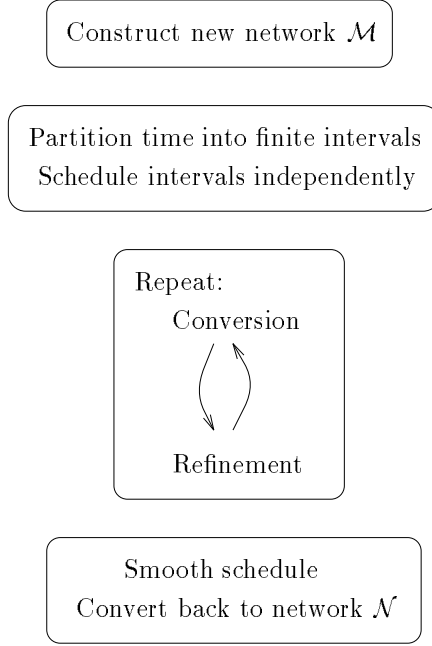 Construct new network ℳ
Partition time into finite intervals
Schedule intervals independently
Repeat:
Conversion
Refinement
Smooth schedule
Convert back to network 𝒩